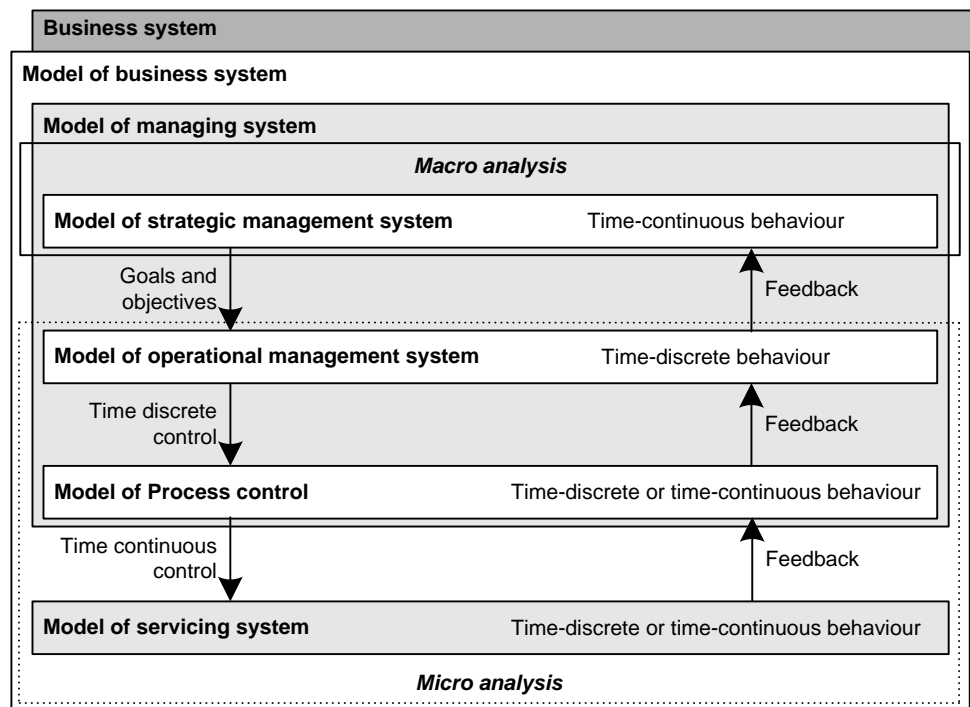 Business system
Model of business system
Model of managing system
Macro analysis
Model of strategic management system Time-continuous behaviour
Goals and
objectives
Feedback
Model of operational management system Time-discrete behaviour
Time discrete
control
Feedback
Model of Process control Time-discrete or time-continuous behaviour
Time continuous
control
Feedback
Model of servicing system Time-discrete or time-continuous behaviour
Micro analysis